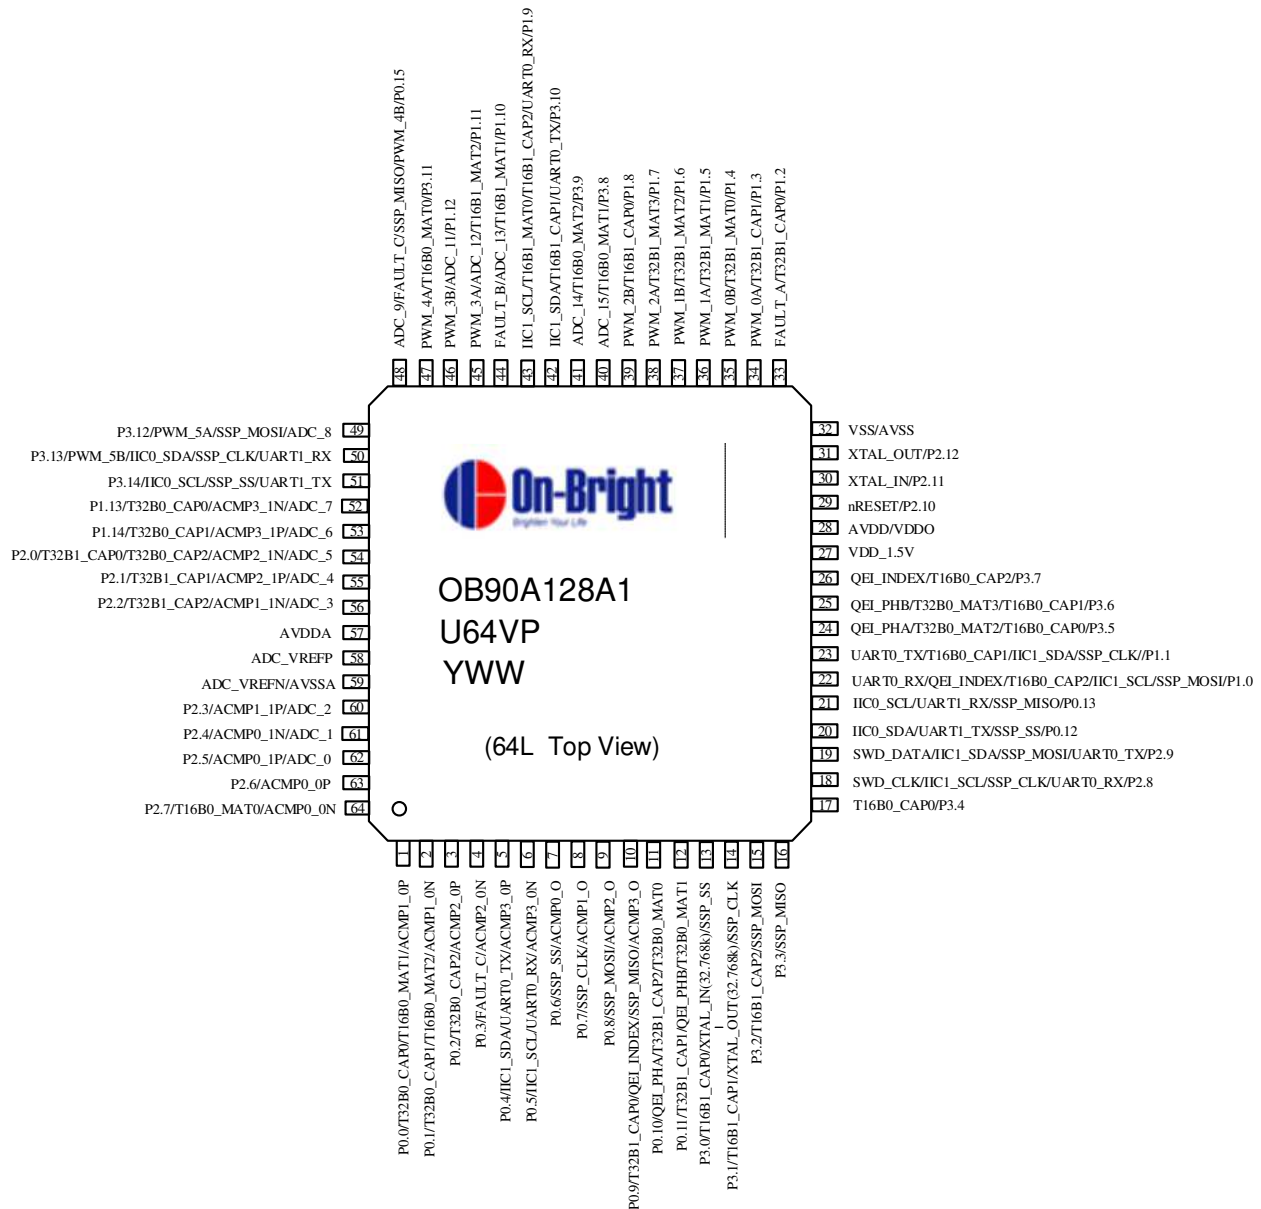 ADC_9/FAULT_C/SSP_MISO/PWM_4B/P0.15
PWM_4A/T16B0_MAT0/P3.11
PWM_3B/ADC_11/P1.12
PWM_3A/ADC_12/T16B1_MAT2/P1.11
FAULT_B/ADC_13/T16B1_MAT1/P1.10
IIC1_SCL/T16B1_MAT0/T16B1_CAP2/UART0_RX/P1.9
IIC1_SDA/T16B1_CAP1/UART0_TX/P3.10
ADC_14/T16B0_MAT2/P3.9
ADC_15/T16B0_MAT1/P3.8
PWM_2B/T16B1_CAP0/P1.8
PWM_2A/T32B1_MAT3/P1.7
PWM_1B/T32B1_MAT2/P1.6
PWM_1A/T32B1_MAT1/P1.5
PWM_0B/T32B1_MAT0/P1.4
PWM_0A/T32B1_CAP1/P1.3
FAULT_A/T32B1_CAP0/P1.2
48 47 46 45 44 43 42 41 40 39 38 37 36 35 34 33
P3.12/PWM_5A/SSP_MOSI/ADC_8 49
P3.13/PWM_5B/IIC0_SDA/SSP_CLK/UART1_RX 50
P3.14/IIC0_SCL/SSP_SS/UART1_TX 51
P1.13/T32B0_CAP0/ACMP3_1N/ADC_7 52
P1.14/T32B0_CAP1/ACMP3_1P/ADC_6 53
P2.0/T32B1_CAP0/T32B0_CAP2/ACMP2_1N/ADC_5 54
P2.1/T32B1_CAP1/ACMP2_1P/ADC_4 55
P2.2/T32B1_CAP2/ACMP1_1N/ADC_3 56
AVDDA 57
ADC_VREFP 58
ADC_VREFN/AVSSA 59
P2.3/ACMP1_1P/ADC_2 60
P2.4/ACMP0_1N/ADC_1 61
P2.5/ACMP0_1P/ADC_0 62
P2.6/ACMP0_0P 63
P2.7/T16B0_MAT0/ACMP0_0N 64
On-Bright
Brighten Your Life
OB90A128A1
U64VP
YWW
(64L Top View)
32 VSS/AVSS
31 XTAL_OUT/P2.12
30 XTAL_IN/P2.11
29 nRESET/P2.10
28 AVDD/VDDO
27 VDD_1.5V
26 QEI_INDEX/T16B0_CAP2/P3.7
25 QEI_PHB/T32B0_MAT3/T16B0_CAP1/P3.6
24 QEI_PHA/T32B0_MAT2/T16B0_CAP0/P3.5
23 UART0_TX/T16B0_CAP1/IIC1_SDA/SSP_CLK//P1.1
22 UART0_RX/QEI_INDEX/T16B0_CAP2/IIC1_SCL/SSP_MOSI/P1.0
21 IIC0_SCL/UART1_RX/SSP_MISO/P0.13
20 IIC0_SDA/UART1_TX/SSP_SS/P0.12
19 SWD_DATA/IIC1_SDA/SSP_MOSI/UART0_TX/P2.9
18 SWD_CLK/IIC1_SCL/SSP_CLK/UART0_RX/P2.8
17 T16B0_CAP0/P3.4
1 2 3 4 5 6 7 8 9 10 11 12 13 14 15 16
P0.0/T32B0_CAP0/T16B0_MAT1/ACMP1_0P
P0.1/T32B0_CAP1/T16B0_MAT2/ACMP1_0N
P0.2/T32B0_CAP2/ACMP2_0P
P0.3/FAULT_C/ACMP2_0N
P0.4/IIC1_SDA/UART0_TX/ACMP3_0P
P0.5/IIC1_SCL/UART0_RX/ACMP3_0N
P0.6/SSP_SS/ACMP0_O
P0.7/SSP_CLK/ACMP1_O
P0.8/SSP_MOSI/ACMP2_O
P0.9/T32B1_CAP0/QEI_INDEX/SSP_MISO/ACMP3_O
P0.10/QEI_PHA/T32B1_CAP2/T32B0_MAT0
P0.11/T32B1_CAP1/QEI_PHB/T32B0_MAT1
P3.0/T16B1_CAP0/XTAL_IN(32.768k)/SSP_SS
P3.1/T16B1_CAP1/XTAL_OUT(32.768k)/SSP_CLK
P3.2/T16B1_CAP2/SSP_MOSI
P3.3/SSP_MISO